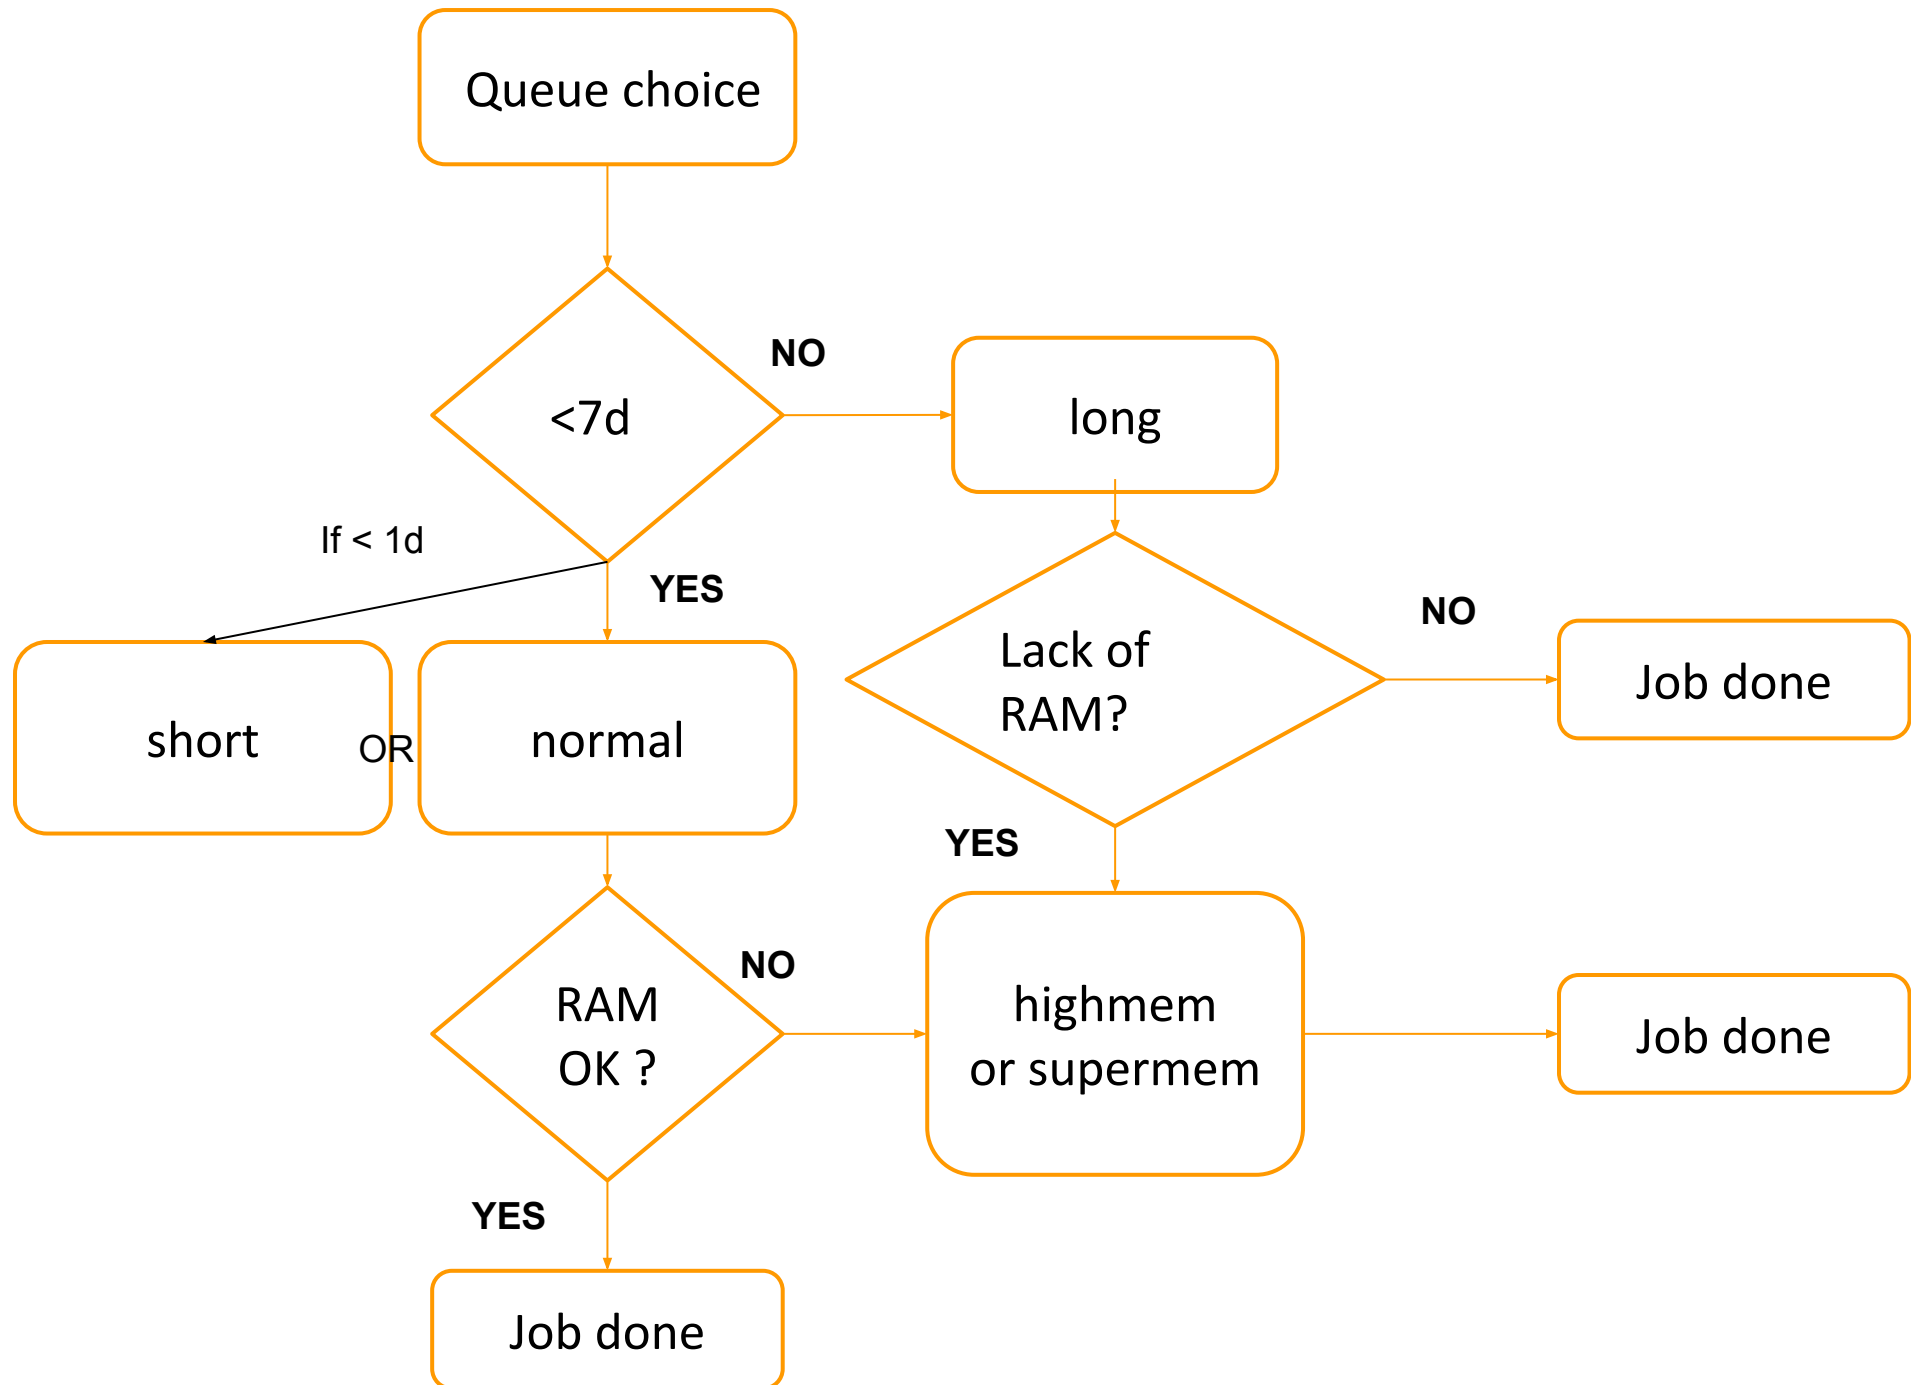 Queue choice
<7d
NO
long
If < 1d
YES
short
OR
normal
Lack of
RAM?
NO
Job done
YES
RAM
OK ?
NO
highmem
or supermem
Job done
YES
Job done